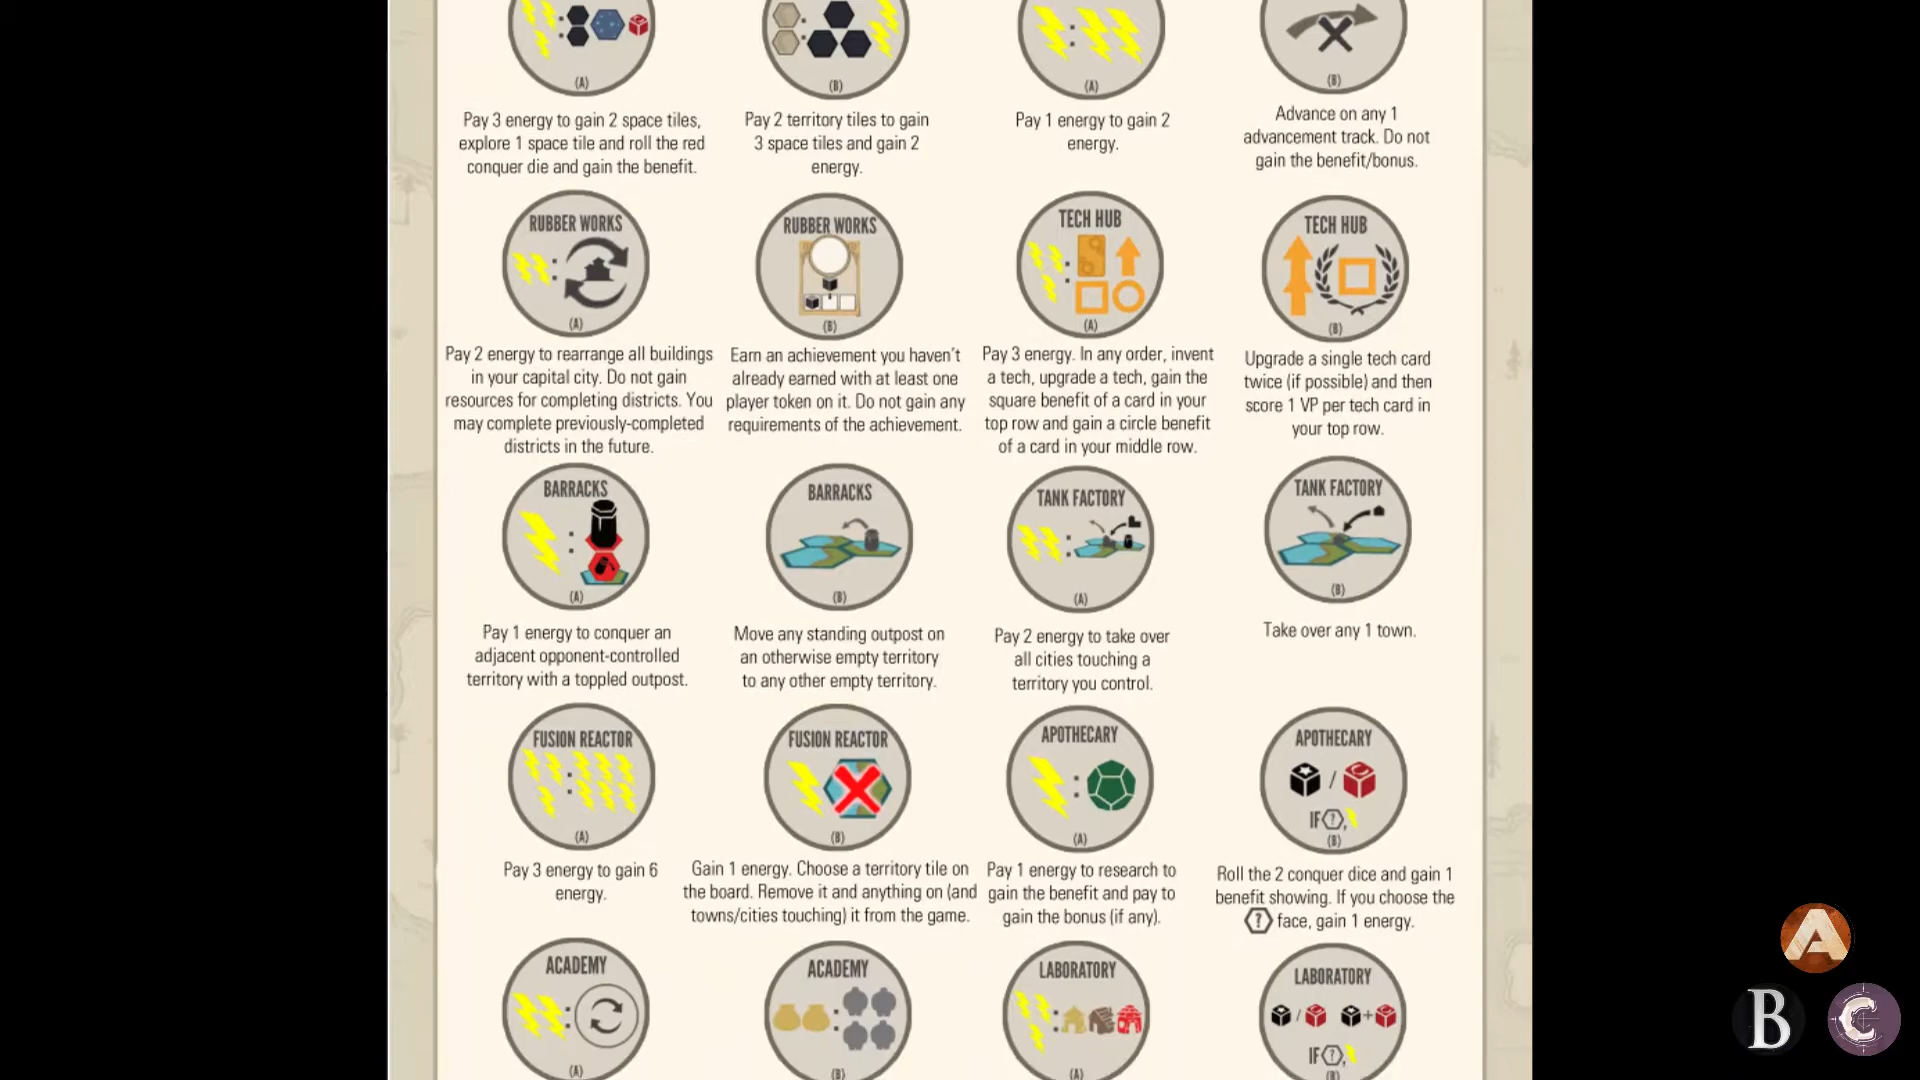 (A)
(B)
(A)
(B)
Pay 3 energy to gain 2 space tiles,
explore 1 space tile and roll the red
conquer die and gain the benefit.
Pay 2 territory tiles to gain
3 space tiles and gain 2
energy.
Pay 1 energy to gain 2
energy.
Advance on any 1
advancement track. Do not
gain the benefit/bonus.
RUBBER WORKS
(A)
RUBBER WORKS
(B)
TECH HUB
(A)
TECH HUB
(B)
Pay 2 energy to rearrange all buildings
in your capital city. Do not gain
resources for completing districts. You
may complete previously-completed
districts in the future.
Earn an achievement you haven't
already earned with at least one
player token on it. Do not gain any
requirements of the achievement.
Pay 3 energy. In any order, invent
a tech, upgrade a tech, gain the
square benefit of a card in your
top row and gain a circle benefit
of a card in your middle row.
Upgrade a single tech card
twice (if possible) and then
score 1 VP per tech card in
your top row.
BARRACKS
:
(A)
BARRACKS
(B)
TANK FACTORY
:
(A)
TANK FACTORY
(B)
Pay 1 energy to conquer an
adjacent opponent-controlled
territory with a toppled outpost.
Move any standing outpost on
an otherwise empty territory
to any other empty territory.
Pay 2 energy to take over
all cities touching a
territory you control.
Take over any 1 town.
FUSION REACTOR
:
(A)
FUSION REACTOR
(B)
APOTHECARY
:
(A)
APOTHECARY
/
IF ?,
(B)
Pay 3 energy to gain 6
energy.
Gain 1 energy. Choose a territory tile on
the board. Remove it and anything on (and
towns/cities touching) it from the game.
Pay 1 energy to research to
gain the benefit and pay to
gain the bonus (if any).
Roll the 2 conquer dice and gain 1
benefit showing. If you choose the
? face, gain 1 energy.
ACADEMY
:
(A)
ACADEMY
:
(B)
LABORATORY
:
(A)
LABORATORY
/ +
IF ?,
(B)
A
B
C